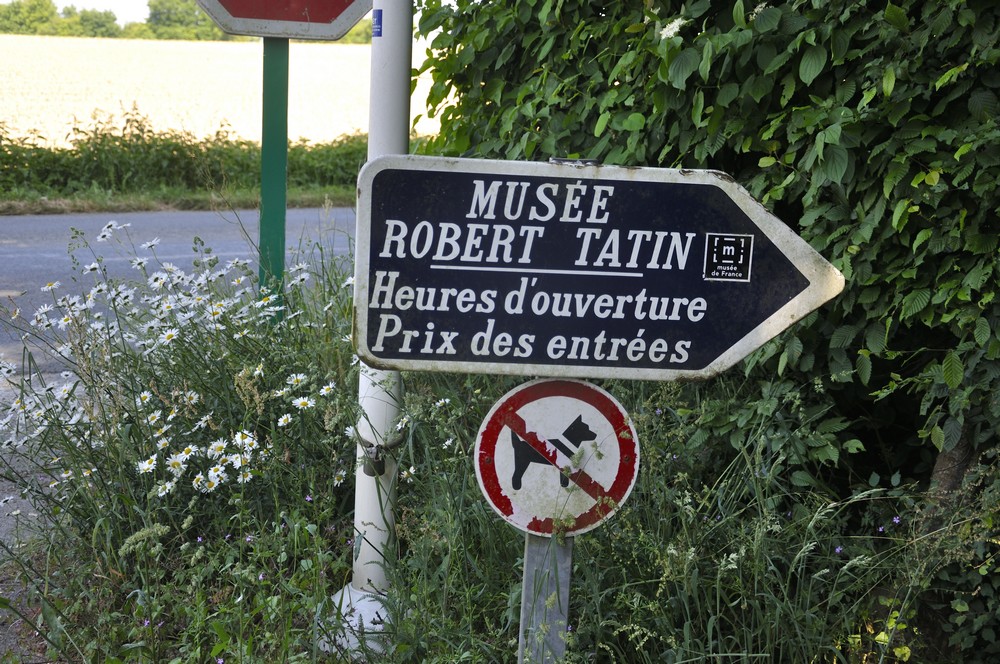 MUSÉE
ROBERT TATIN
Heures d'ouverture
Prix des entrées
m
musée
de France